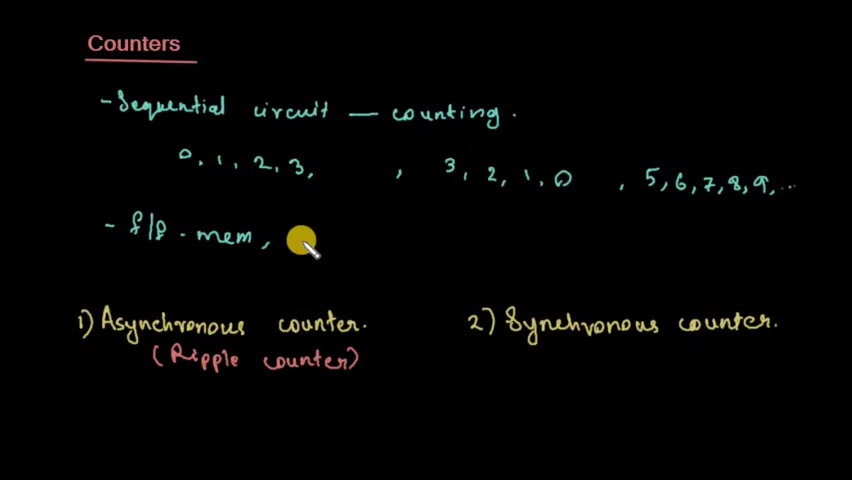 Counters
- Sequential circuit — counting.
0, 1, 2, 3, , 3, 2, 1, 0 , 5, 6, 7, 8, 9, ...
- f/f - mem,
1) Asynchronous counter. 2) Synchronous counter.
(Ripple counter)